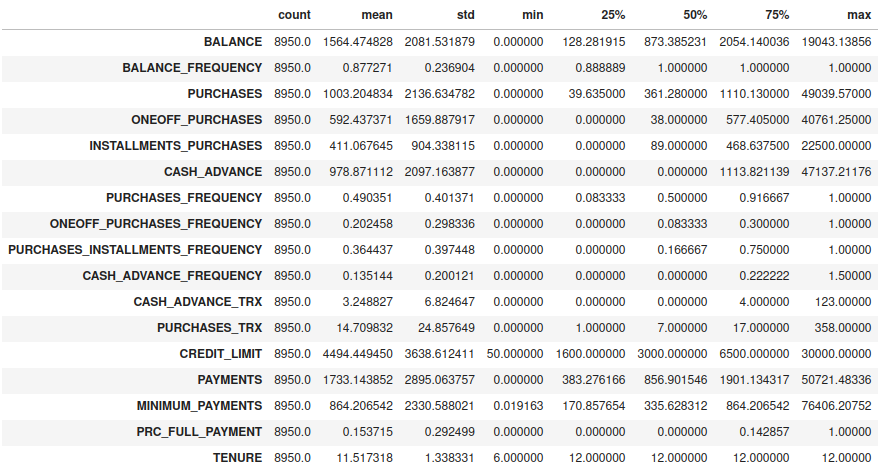 count mean std min 25% 50% 75% max
BALANCE 8950.0 1564.474828 2081.531879 0.000000 128.281915 873.385231 2054.140036 19043.13856
BALANCE_FREQUENCY 8950.0 0.877271 0.236904 0.000000 0.888889 1.000000 1.000000 1.00000
PURCHASES 8950.0 1003.204834 2136.634782 0.000000 39.635000 361.280000 1110.130000 49039.57000
ONEOFF_PURCHASES 8950.0 592.437371 1659.887917 0.000000 0.000000 38.000000 577.405000 40761.25000
INSTALLMENTS_PURCHASES 8950.0 411.067645 904.338115 0.000000 0.000000 89.000000 468.637500 22500.00000
CASH_ADVANCE 8950.0 978.871112 2097.163877 0.000000 0.000000 0.000000 1113.821139 47137.21176
PURCHASES_FREQUENCY 8950.0 0.490351 0.401371 0.000000 0.083333 0.500000 0.916667 1.00000
ONEOFF_PURCHASES_FREQUENCY 8950.0 0.202458 0.298336 0.000000 0.000000 0.083333 0.300000 1.00000
PURCHASES_INSTALLMENTS_FREQUENCY 8950.0 0.364437 0.397448 0.000000 0.000000 0.166667 0.750000 1.00000
CASH_ADVANCE_FREQUENCY 8950.0 0.135144 0.200121 0.000000 0.000000 0.000000 0.222222 1.50000
CASH_ADVANCE_TRX 8950.0 3.248827 6.824647 0.000000 0.000000 0.000000 4.000000 123.00000
PURCHASES_TRX 8950.0 14.709832 24.857649 0.000000 1.000000 7.000000 17.000000 358.00000
CREDIT_LIMIT 8950.0 4494.449450 3638.612411 50.000000 1600.000000 3000.000000 6500.000000 30000.00000
PAYMENTS 8950.0 1733.143852 2895.063757 0.000000 383.276166 856.901546 1901.134317 50721.48336
MINIMUM_PAYMENTS 8950.0 864.206542 2330.588021 0.019163 170.857654 335.628312 864.206542 76406.20752
PRC_FULL_PAYMENT 8950.0 0.153715 0.292499 0.000000 0.000000 0.000000 0.142857 1.00000
TENURE 8950.0 11.517318 1.338331 6.000000 12.000000 12.000000 12.000000 12.00000